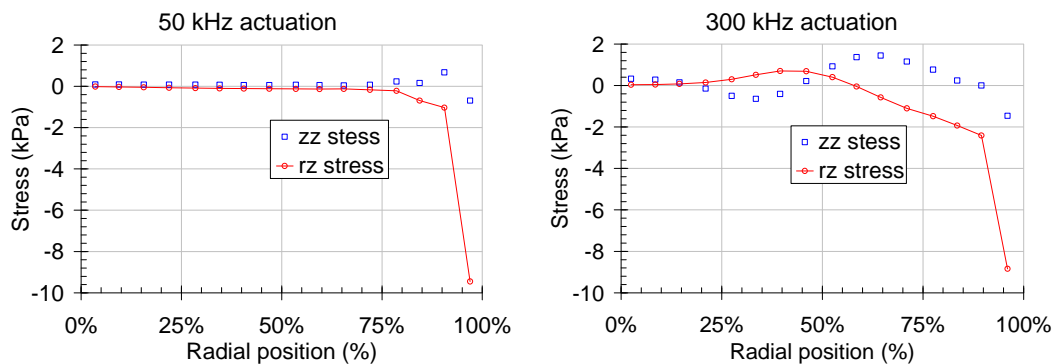 50 kHz actuation
Stress (kPa)
2
0
-2
-4
-6
-8
-10
zz stess
rz stress
0%
25%
50%
75%
100%
Radial position (%)
300 kHz actuation
Stress (kPa)
2
0
-2
-4
-6
-8
-10
zz stess
rz stress
0%
25%
50%
75%
100%
Radial position (%)